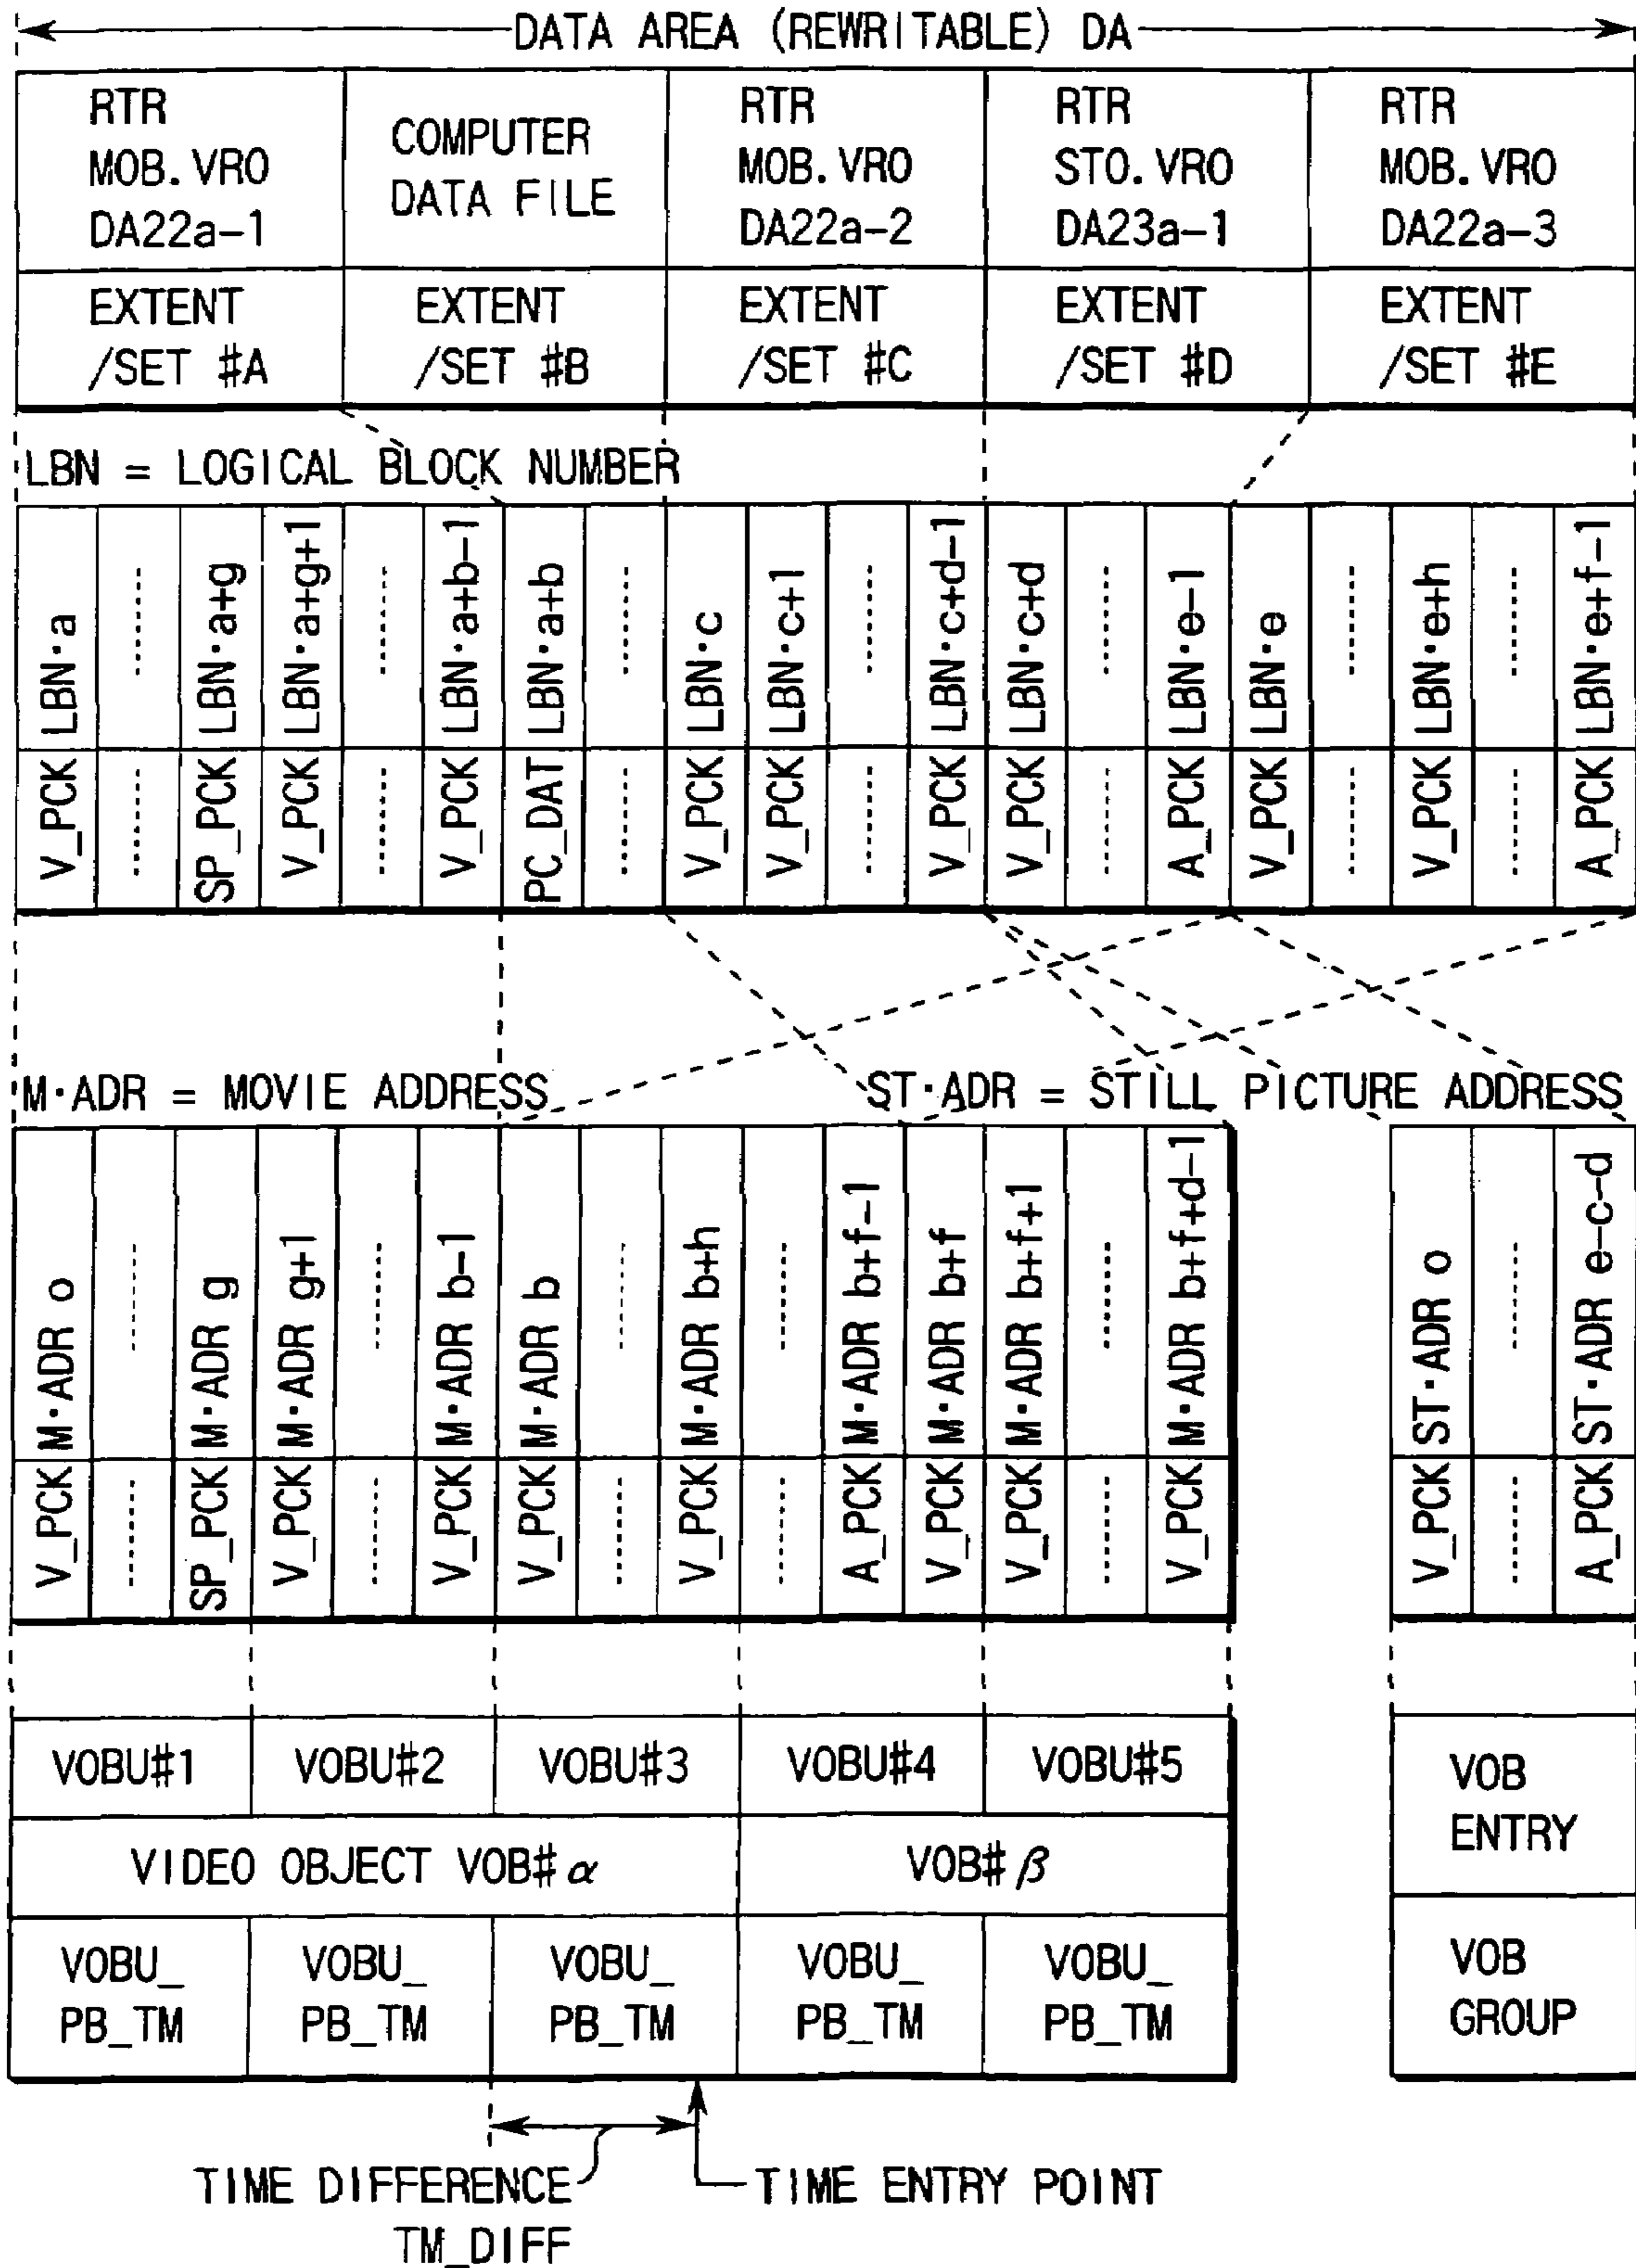 DATA AREA (REWRITABLE) DA
RTR
MOB.VRO
DA22a-1
COMPUTER
DATA FILE
RTR
MOB.VRO
DA22a-2
RTR
STO.VRO
DA23a-1
RTR
MOB.VRO
DA22a-3
EXTENT
/SET #A
EXTENT
/SET #B
EXTENT
/SET #C
EXTENT
/SET #D
EXTENT
/SET #E
LBN = LOGICAL BLOCK NUMBER
LBN·a
LBN·a+g
LBN·a+g+1
LBN·a+b-1
LBN·a+b
LBN·c
LBN·c+1
LBN·c+d-1
LBN·c+d
LBN·e-1
LBN·e
LBN·e+h
LBN·e+f-1
V_PCK
SP_PCK
V_PCK
V_PCK
PC_DAT
V_PCK
V_PCK
V_PCK
V_PCK
A_PCK
V_PCK
V_PCK
A_PCK
M·ADR = MOVIE ADDRESS
ST·ADR = STILL PICTURE ADDRESS
M·ADR o
M·ADR g
M·ADR g+1
M·ADR b-1
M·ADR b
M·ADR b+h
M·ADR b+f-1
M·ADR b+f
M·ADR b+f+1
M·ADR b+f+d-1
ST·ADR o
ST·ADR e-c-d
V_PCK
SP_PCK
V_PCK
V_PCK
V_PCK
V_PCK
A_PCK
V_PCK
V_PCK
V_PCK
V_PCK
A_PCK
VOBU#1
VOBU#2
VOBU#3
VOBU#4
VOBU#5
VOB
ENTRY
VIDEO OBJECT VOB#α
VOB#β
VOBU_
PB_TM
VOBU_
PB_TM
VOBU_
PB_TM
VOBU_
PB_TM
VOBU_
PB_TM
VOB
GROUP
TIME DIFFERENCE
TM_DIFF
TIME ENTRY POINT